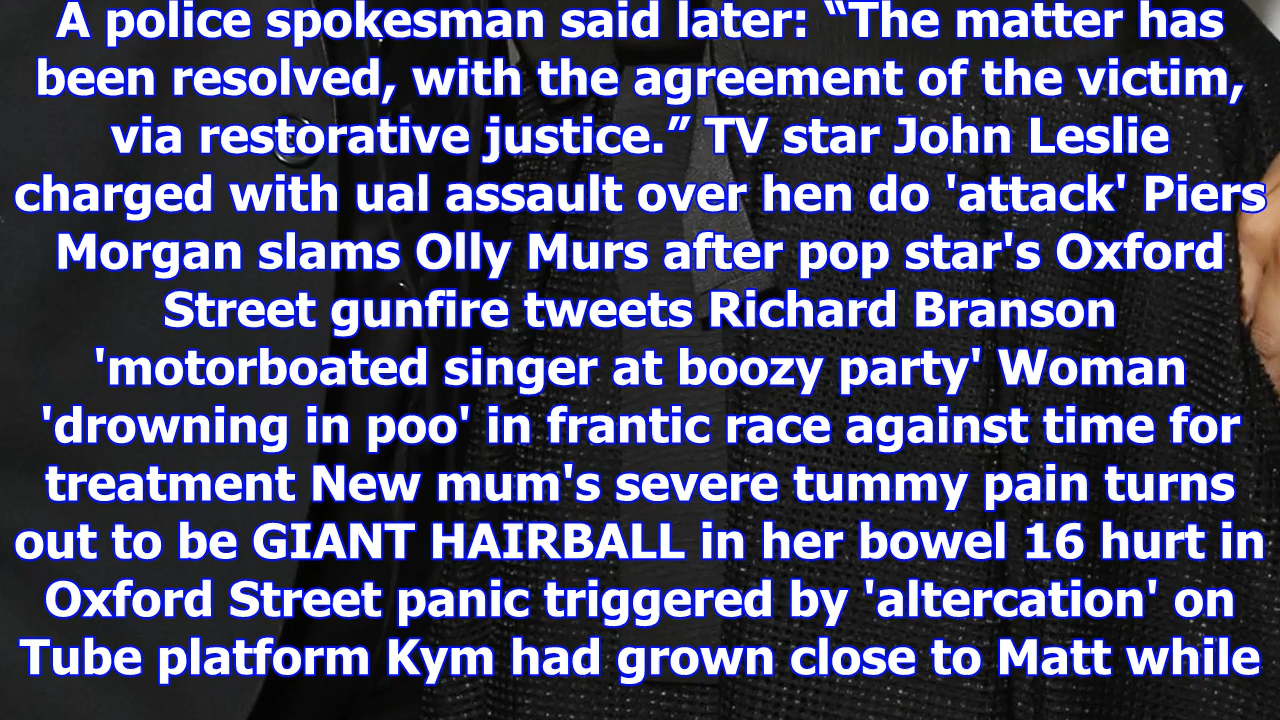 A police spokesman said later: “The matter has
been resolved, with the agreement of the victim,
via restorative justice.” TV star John Leslie
charged with ual assault over hen do 'attack' Piers
Morgan slams Olly Murs after pop star's Oxford
Street gunfire tweets Richard Branson
'motorboated singer at boozy party' Woman
'drowning in poo' in frantic race against time for
treatment New mum's severe tummy pain turns
out to be GIANT HAIRBALL in her bowel 16 hurt in
Oxford Street panic triggered by 'altercation' on
Tube platform Kym had grown close to Matt while